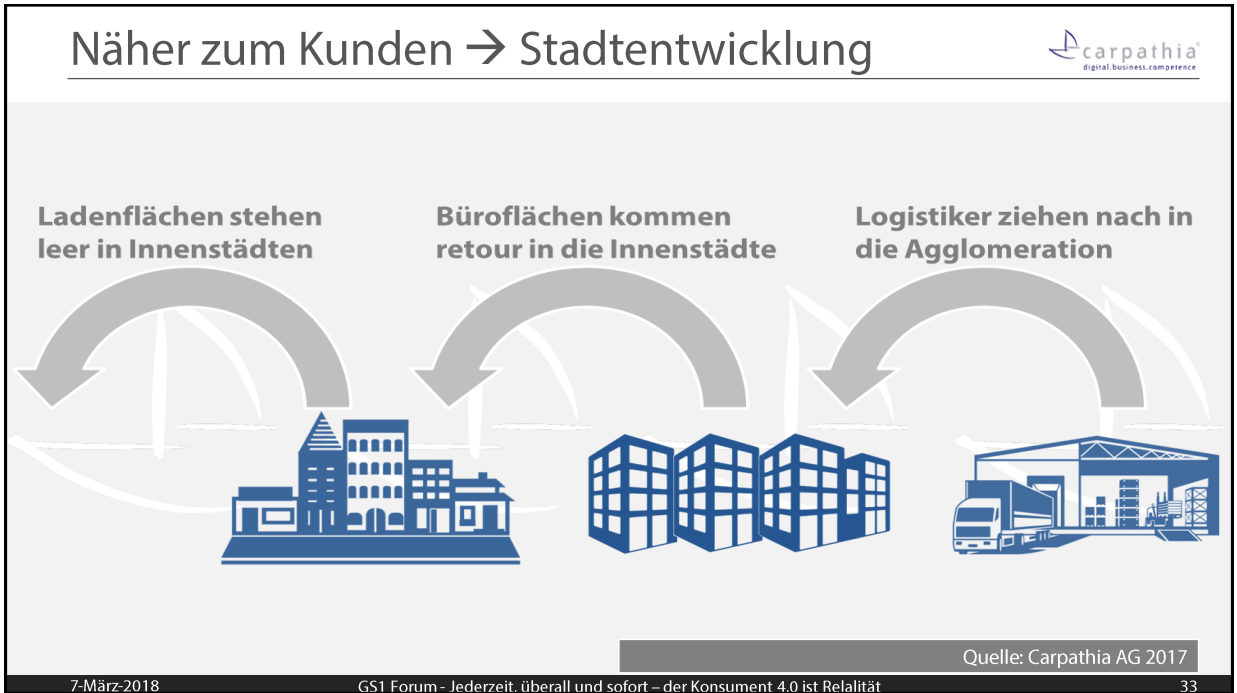 Näher zum Kunden → Stadtentwicklung
carpathia
digital.business.competence
Ladenflächen stehen
leer in Innenstädten
Büroflächen kommen
retour in die Innenstädte
Logistiker ziehen nach in
die Agglomeration
Quelle: Carpathia AG 2017
7-März-2018
GS1 Forum - Jederzeit, überall und sofort – der Konsument 4.0 ist Relalität
33